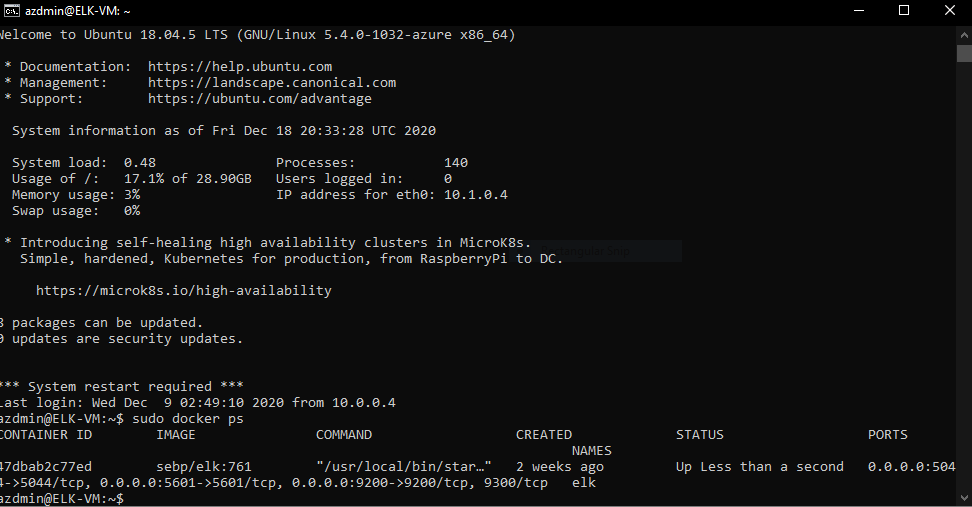 azdmin@ELK-VM: ~
Welcome to Ubuntu 18.04.5 LTS (GNU/Linux 5.4.0-1032-azure x86_64)
* Documentation: https://help.ubuntu.com
* Management: https://landscape.canonical.com
* Support: https://ubuntu.com/advantage
System information as of Fri Dec 18 20:33:28 UTC 2020
System load: 0.48 Processes: 140
Usage of /: 17.1% of 28.90GB Users logged in: 0
Memory usage: 3% IP address for eth0: 10.1.0.4
Swap usage: 0%
* Introducing self-healing high availability clusters in MicroK8s.
Simple, hardened, Kubernetes for production, from RaspberryPi to DC.
https://microk8s.io/high-availability
packages can be updated.
0 updates are security updates.
*** System restart required ***
Last login: Wed Dec 9 02:49:10 2020 from 10.0.0.4
azdmin@ELK-VM:~$ sudo docker ps
CONTAINER ID IMAGE COMMAND CREATED STATUS PORTS
NAMES
47dbab2c77ed sebp/elk:761 "/usr/local/bin/star…" 2 weeks ago Up Less than a second 0.0.0.0:504
4->5044/tcp, 0.0.0.0:5601->5601/tcp, 0.0.0.0:9200->9200/tcp, 9300/tcp elk
azdmin@ELK-VM:~$